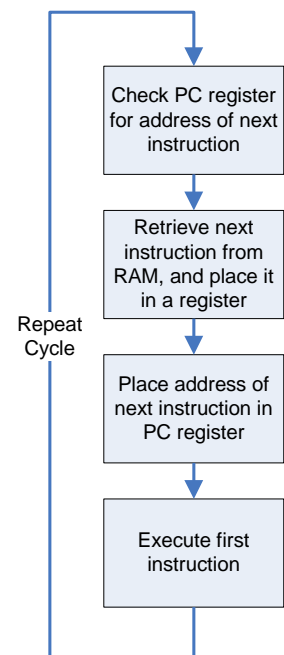 Check PC register
for address of next
instruction
Retrieve next
instruction from
RAM, and place it
in a register
Repeat
Cycle
Place address of
next instruction in
PC register
Execute first
instruction